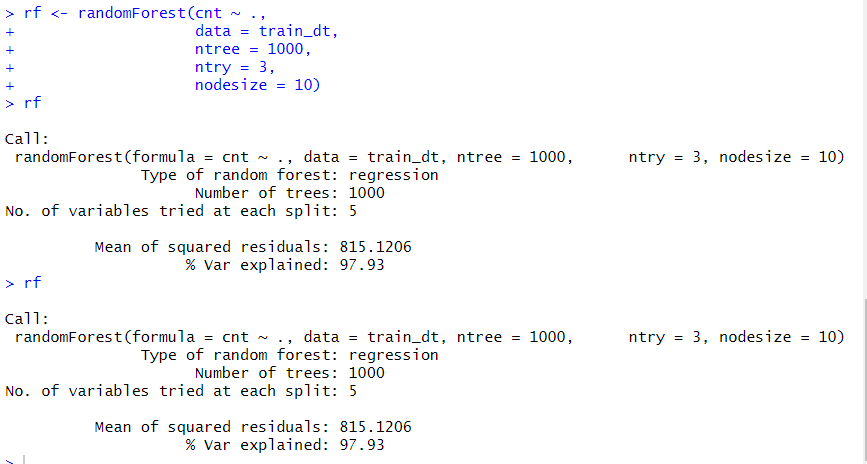 > rf <- randomForest(cnt ~ .,
+                    data = train_dt,
+                    ntree = 1000,
+                    ntry = 3,
+                    nodesize = 10)
> rf
Call:
 randomForest(formula = cnt ~ ., data = train_dt, ntree = 1000,      ntry = 3, nodesize = 10)
               Type of random forest: regression
                     Number of trees: 1000
No. of variables tried at each split: 5
          Mean of squared residuals: 815.1206
                    % Var explained: 97.93
> rf
Call:
 randomForest(formula = cnt ~ ., data = train_dt, ntree = 1000,      ntry = 3, nodesize = 10)
               Type of random forest: regression
                     Number of trees: 1000
No. of variables tried at each split: 5
          Mean of squared residuals: 815.1206
                    % Var explained: 97.93
>